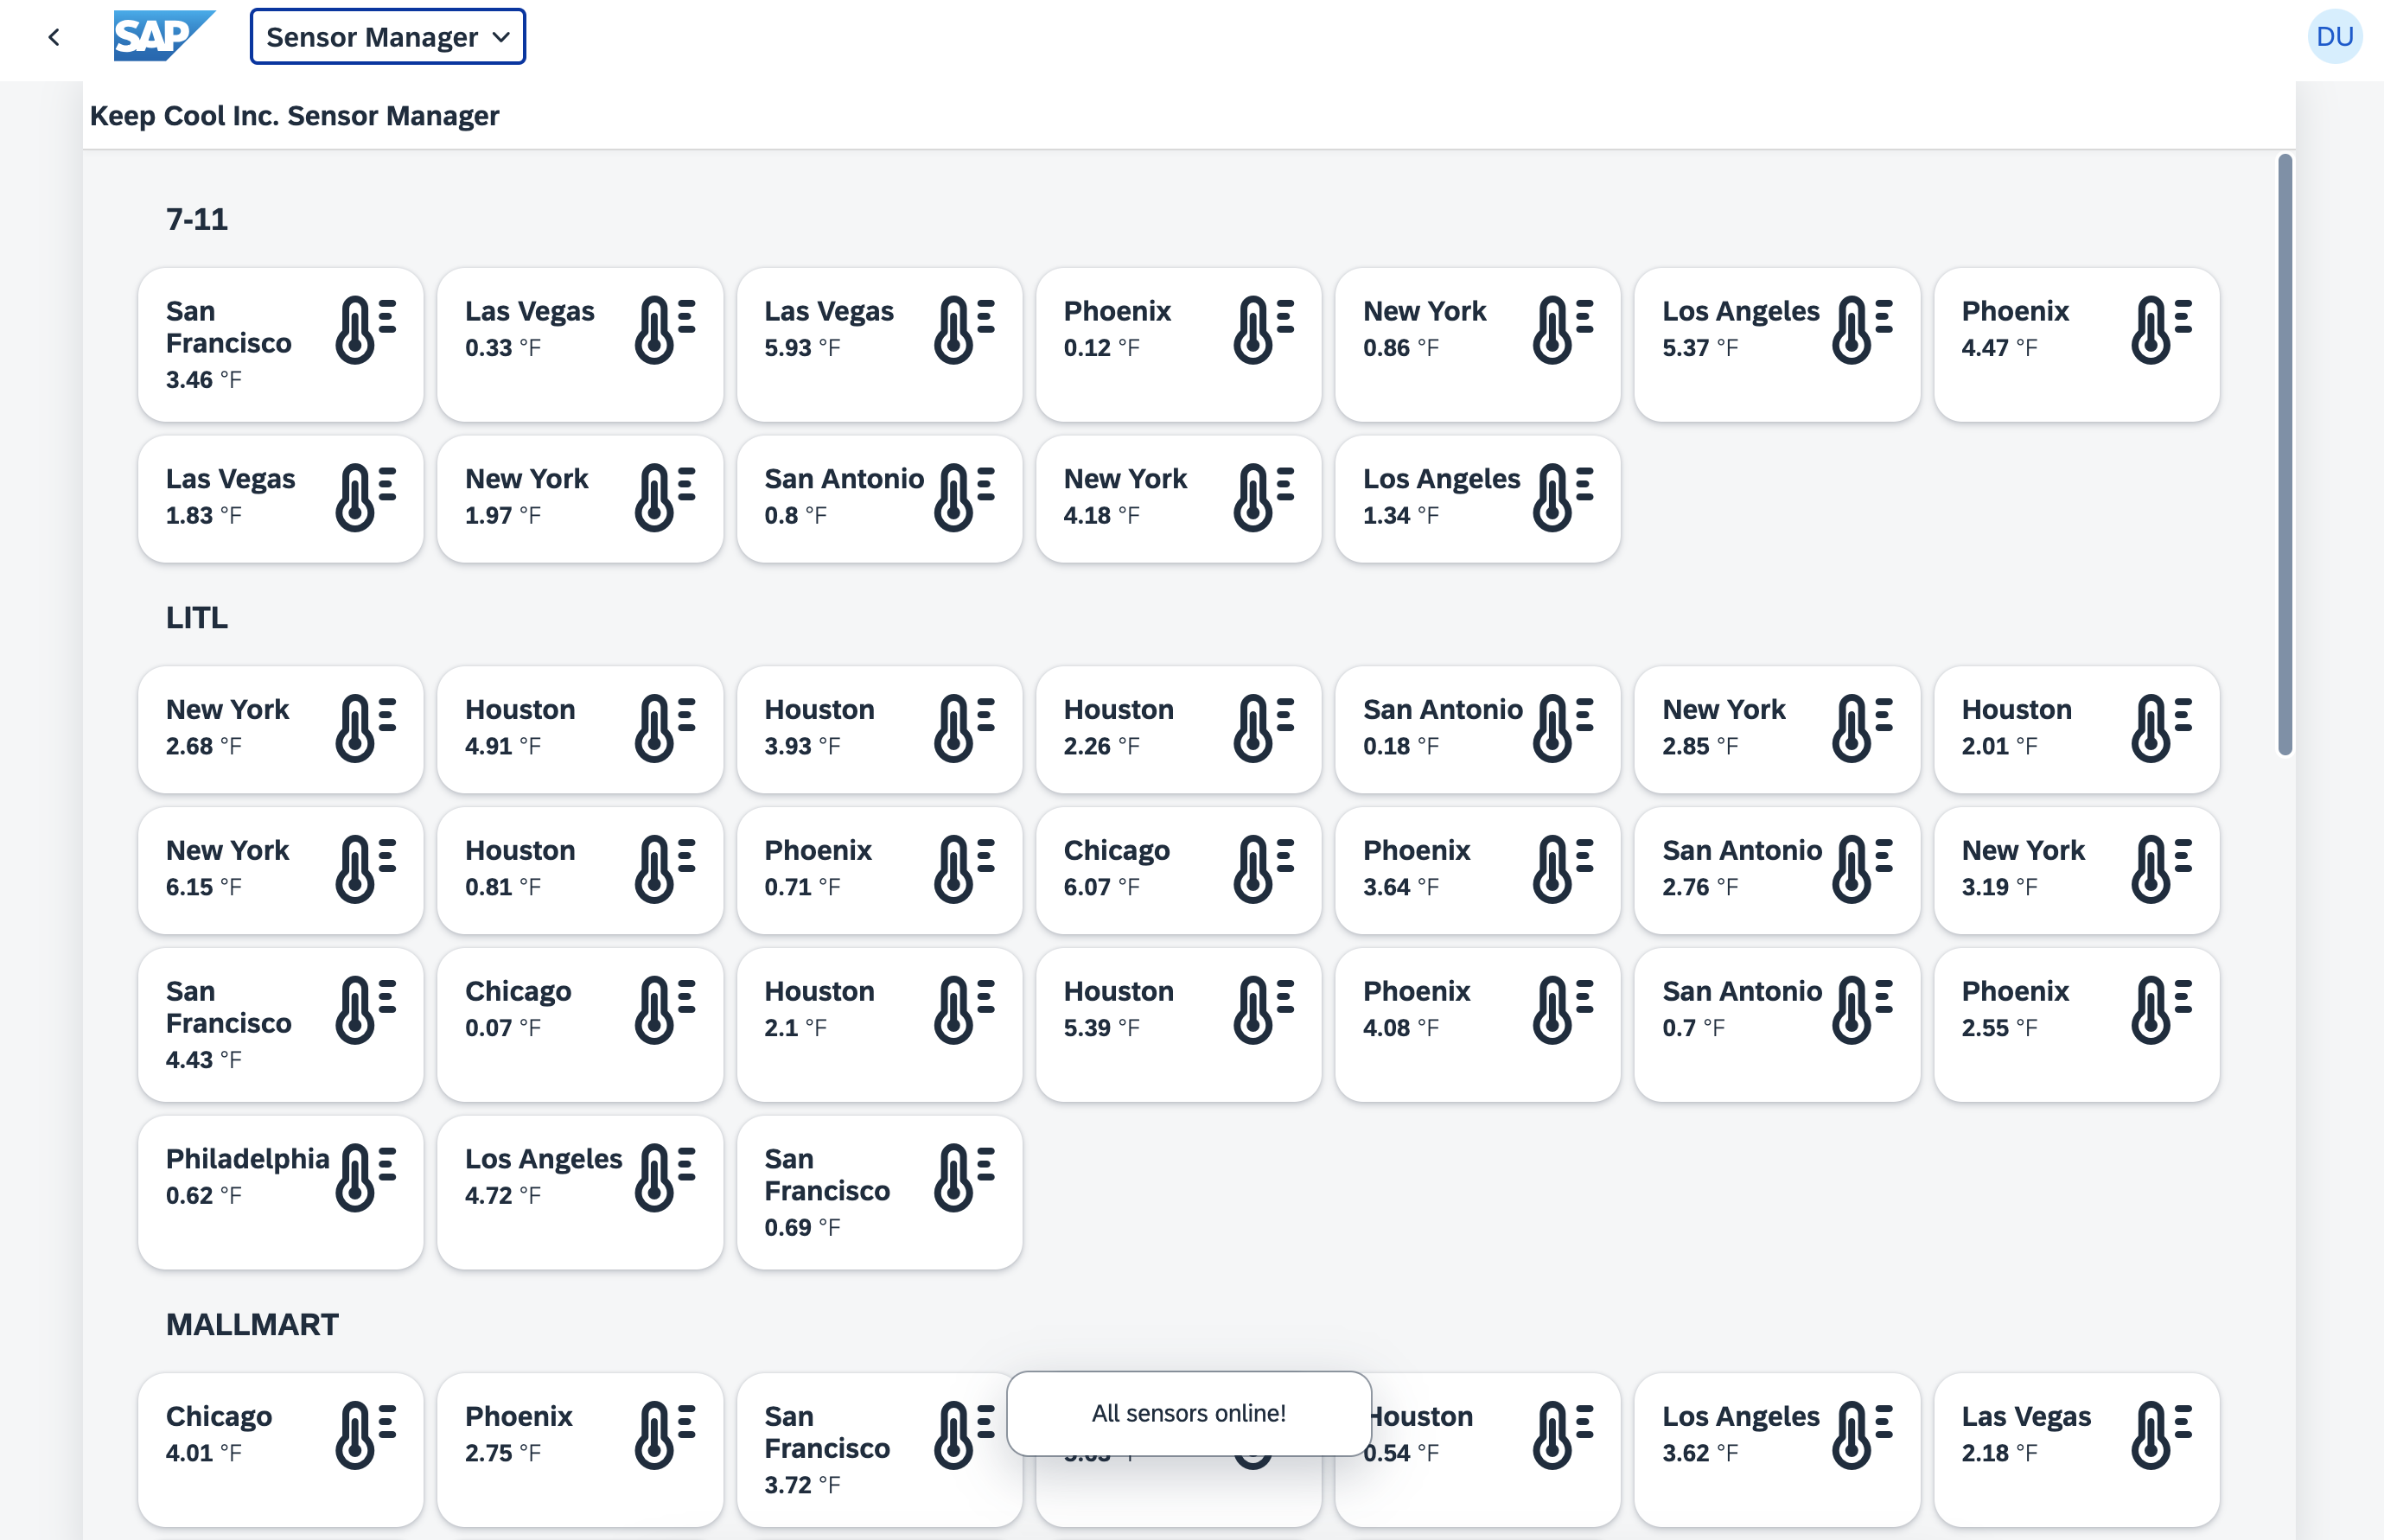 SAP
Sensor Manager
DU
Keep Cool Inc. Sensor Manager
7-11
San
Francisco
3.46 °F
Las Vegas
0.33 °F
Las Vegas
5.93 °F
Phoenix
0.12 °F
New York
0.86 °F
Los Angeles
5.37 °F
Phoenix
4.47 °F
Las Vegas
1.83 °F
New York
1.97 °F
San Antonio
0.8 °F
New York
4.18 °F
Los Angeles
1.34 °F
LITL
New York
2.68 °F
Houston
4.91 °F
Houston
3.93 °F
Houston
2.26 °F
San Antonio
0.18 °F
New York
2.85 °F
Houston
2.01 °F
New York
6.15 °F
Houston
0.81 °F
Phoenix
0.71 °F
Chicago
6.07 °F
Phoenix
3.64 °F
San Antonio
2.76 °F
New York
3.19 °F
San
Francisco
4.43 °F
Chicago
0.07 °F
Houston
2.1 °F
Houston
5.39 °F
Phoenix
4.08 °F
San Antonio
0.7 °F
Phoenix
2.55 °F
Philadelphia
0.62 °F
Los Angeles
4.72 °F
San
Francisco
0.69 °F
MALLMART
Chicago
4.01 °F
Phoenix
2.75 °F
San
Francisco
3.72 °F
All sensors online!
Houston
0.54 °F
Los Angeles
3.62 °F
Las Vegas
2.18 °F